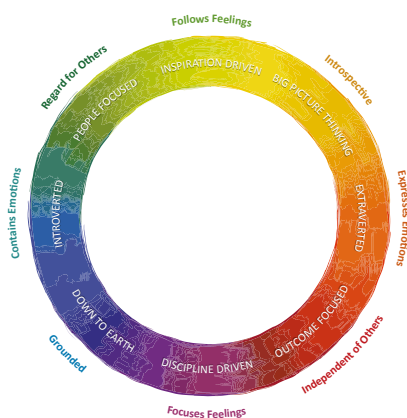 Follows Feelings
Introspective
Expresses Emotions
Independent of Others
Focuses Feelings
Grounded
Contains Emotions
Regard for Others
INSPIRATION DRIVEN
BIG PICTURE THINKING
EXTRAVERTED
OUTCOME FOCUSED
DISCIPLINE DRIVEN
DOWN TO EARTH
INTROVERTED
PEOPLE FOCUSED